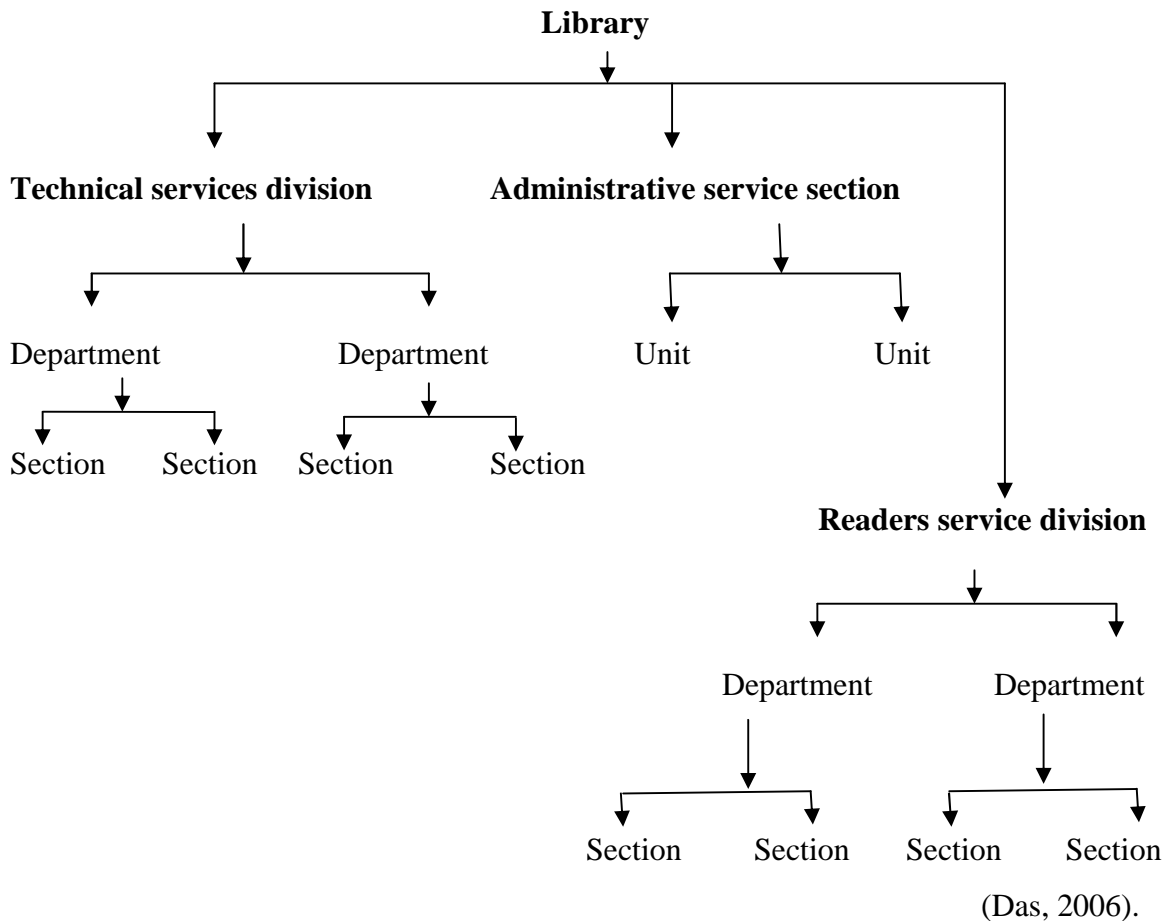 Library
Technical services division Administrative service section
Department Department Unit Unit
Section Section Section Section
Readers service division
Department Department
Section Section Section Section
(Das, 2006).